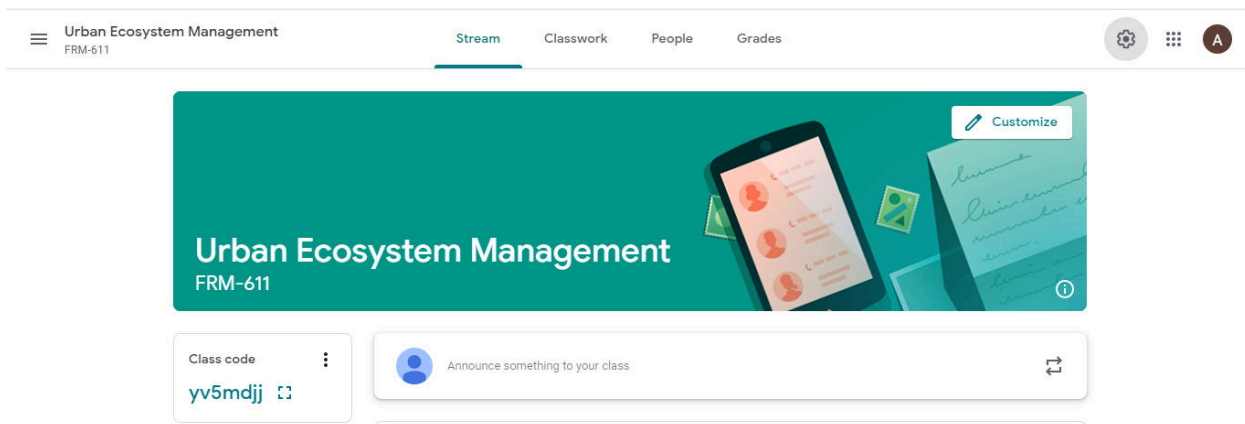 Urban Ecosystem Management
FRM-611
Stream Classwork People Grades
A
Customize
Urban Ecosystem Management
FRM-611
Class code
yv5mdjj
Announce something to your class